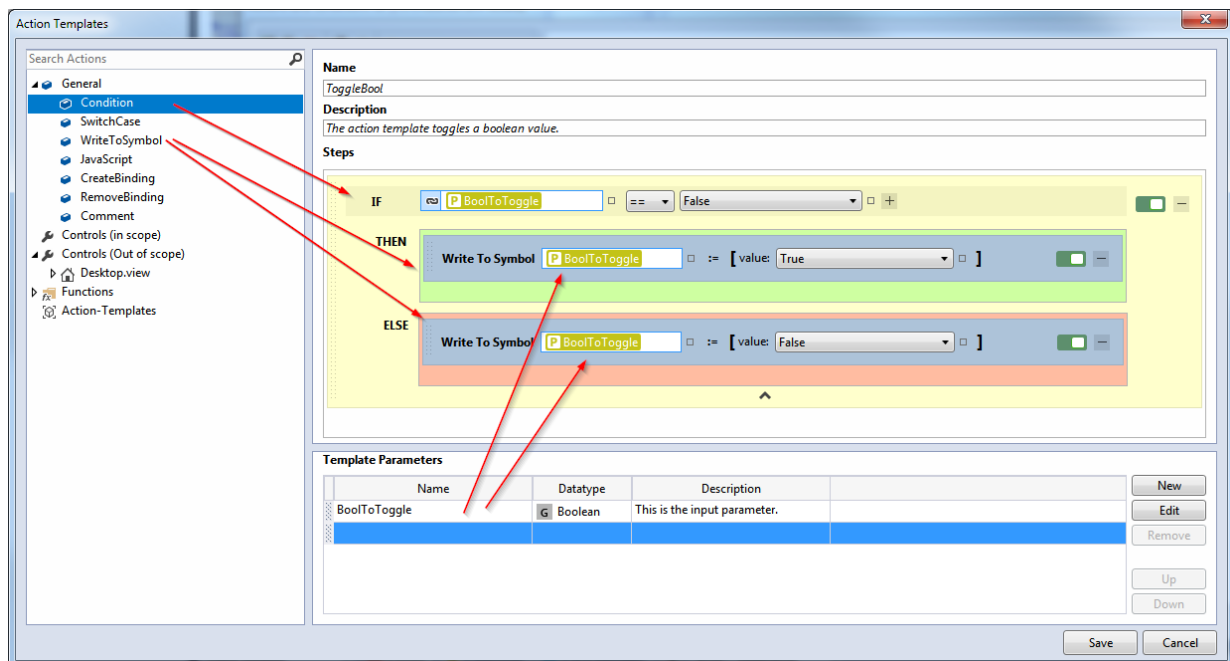 Action Templates
Search Actions
General
Condition
SwitchCase
WriteToSymbol
JavaScript
CreateBinding
RemoveBinding
Comment
Controls (in scope)
Controls (Out of scope)
Desktop.view
Functions
Action-Templates
Name
ToggleBool
Description
The action template toggles a boolean value.
Steps
IF P BoolToToggle == False +
THEN
Write To Symbol P BoolToToggle := [ value: True ]
ELSE
Write To Symbol P BoolToToggle := [ value: False ]
Template Parameters
Name Datatype Description
BoolToToggle G Boolean This is the input parameter.
New
Edit
Remove
Up
Down
Save Cancel